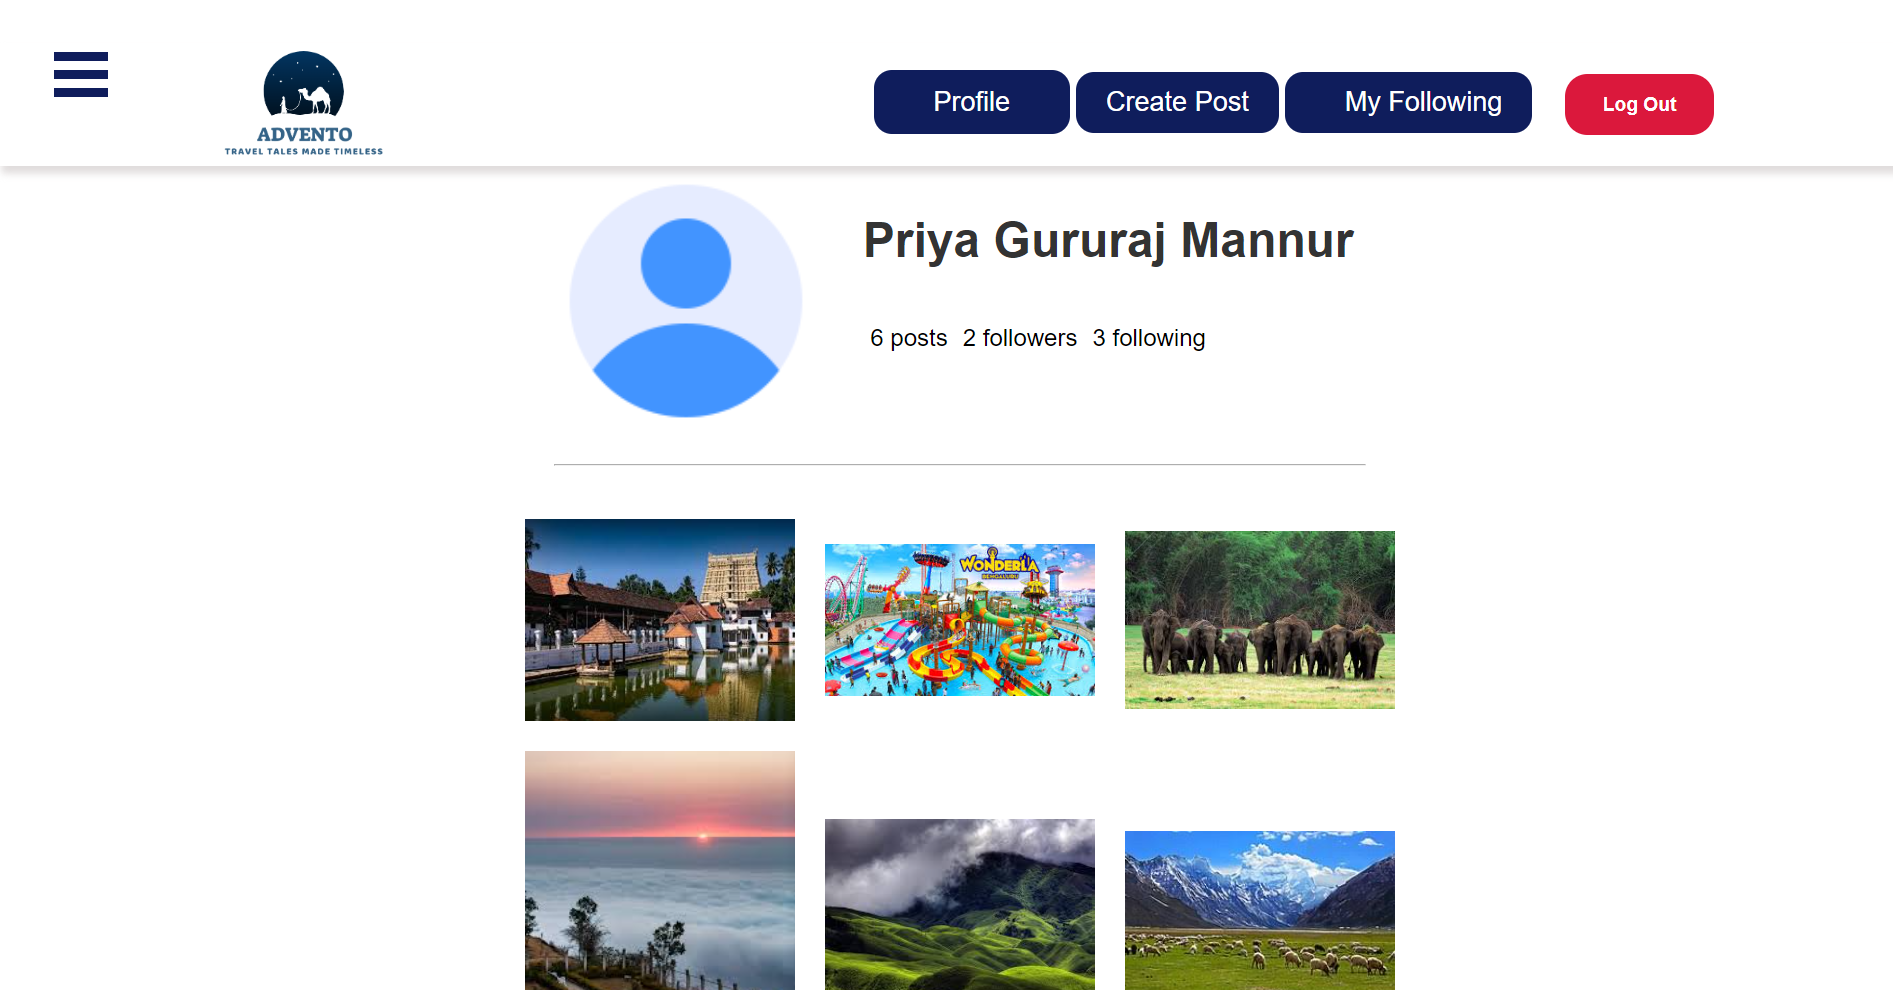 ADVENTO
TRAVEL TALES MADE TIMELESS
Profile
Create Post
My Following
Log Out
Priya Gururaj Mannur
6 posts 2 followers 3 following
WONDERLA
BENGALURU